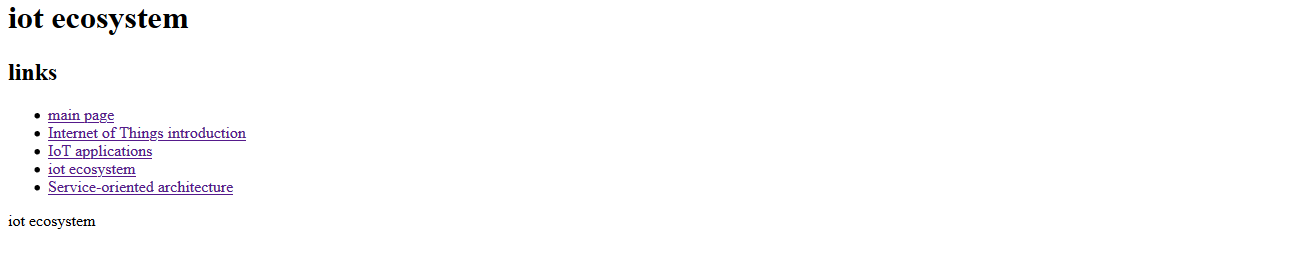 iot ecosystem
links
main page
Internet of Things introduction
IoT applications
iot ecosystem
Service-oriented architecture
iot ecosystem